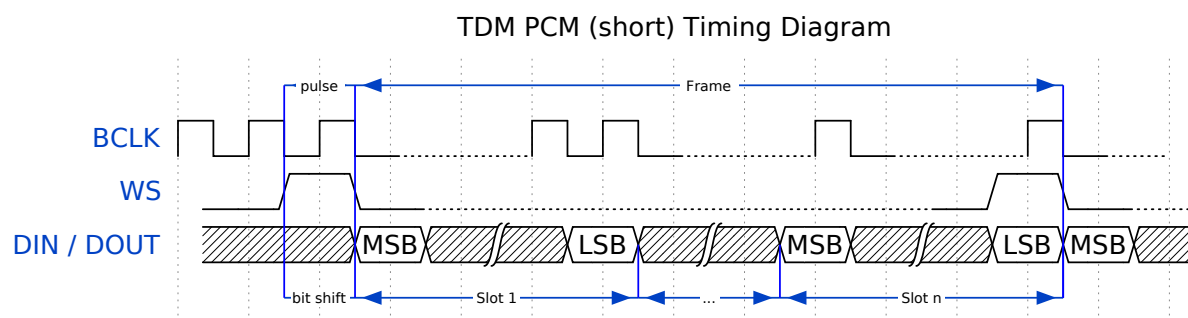 TDM PCM (short) Timing Diagram
pulse Frame
BCLK
WS
DIN / DOUT MSB LSB MSB LSB MSB
bit shift Slot 1 ... Slot n